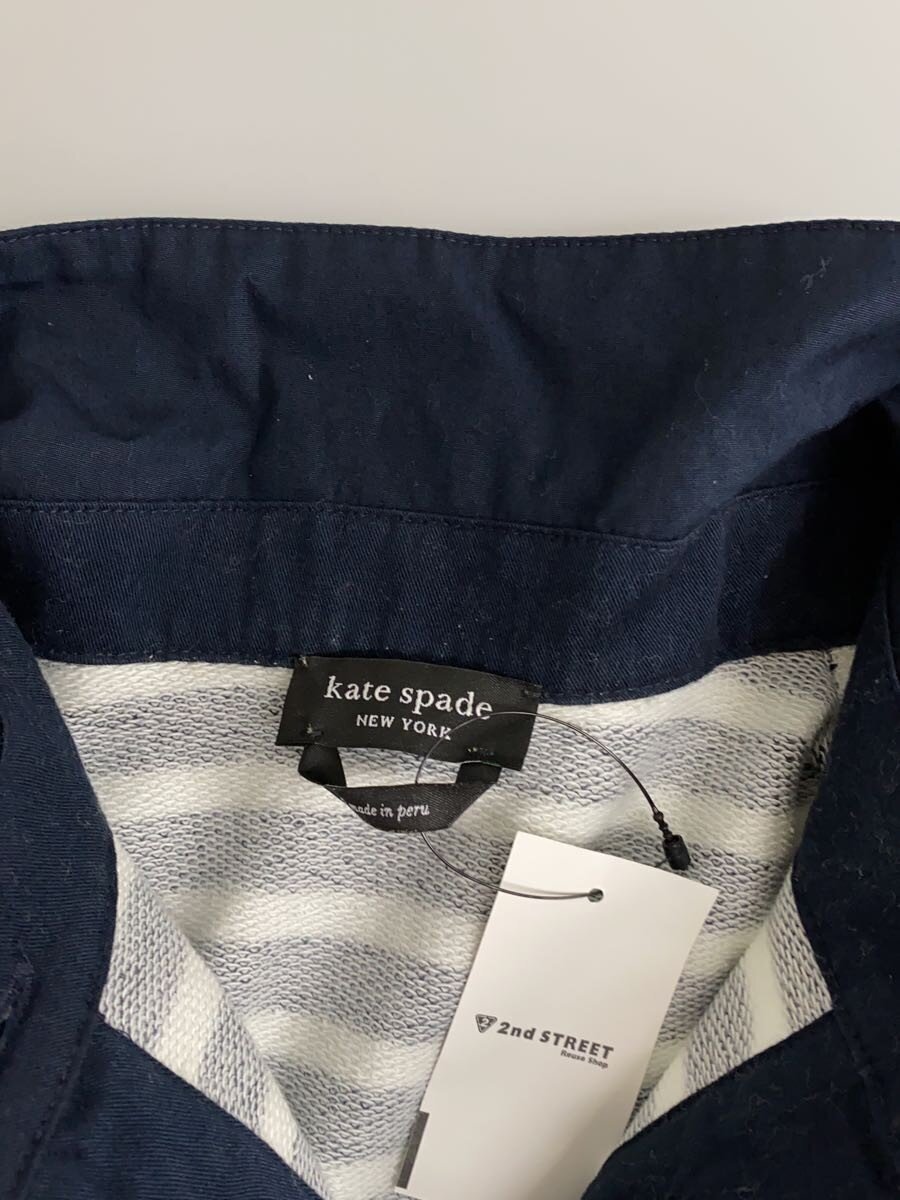 kate spade
NEW YORK
made in peru
2nd STREET
Reuse Shop